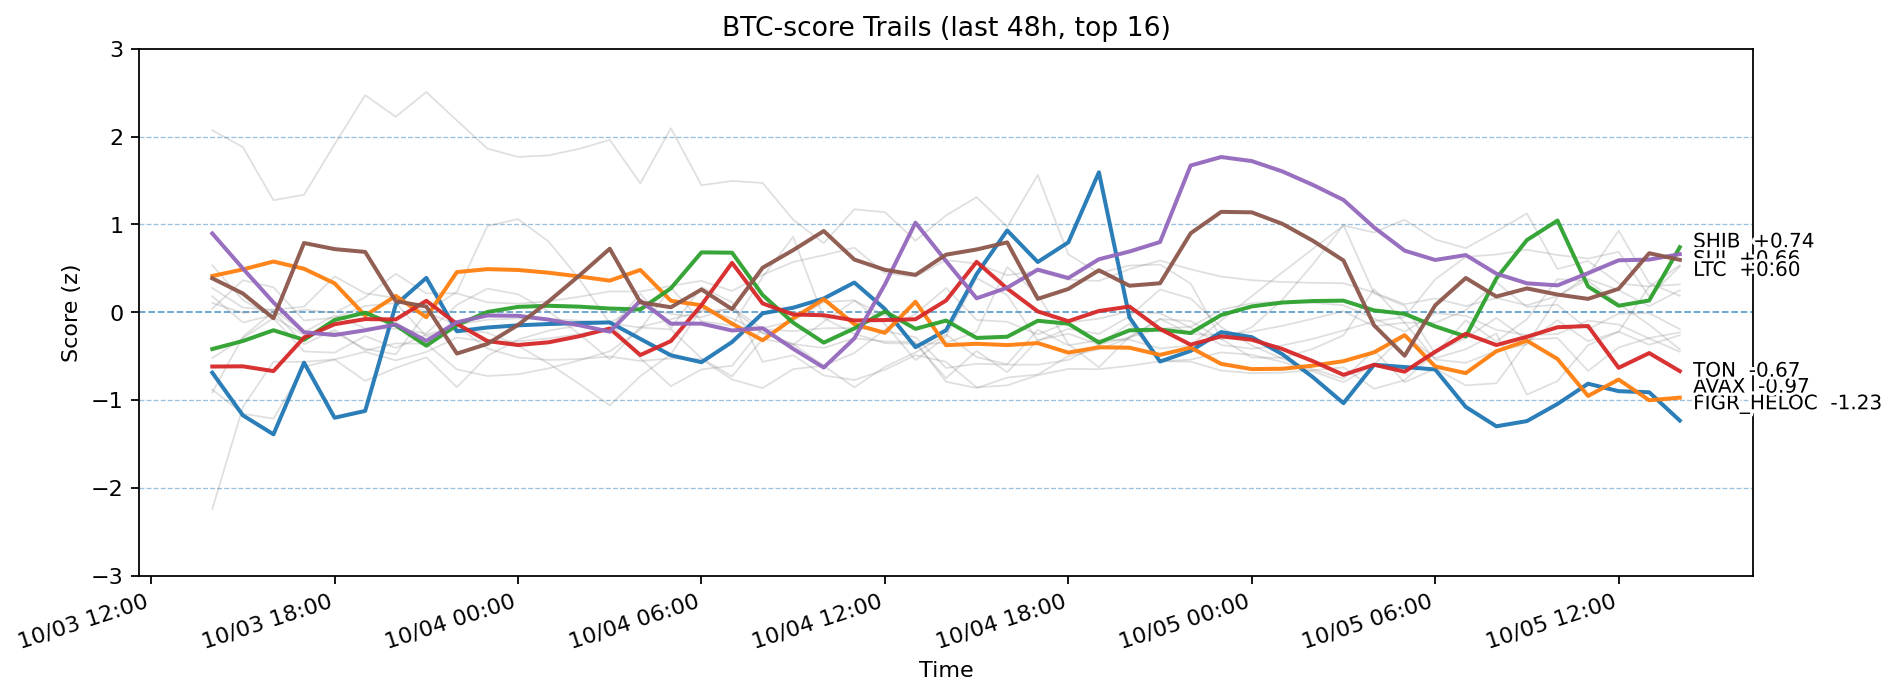 BTC-score Trails (last 48h, top 16)
Score (z)
3
2
1
0
−1
−2
−3
SHIB +0.74
+0.66
LTC +0.60
TON -0.67
AVAX -0.97
FIGR_HELOC -1.23
10/03 12:00
10/03 18:00
10/04 00:00
10/04 06:00
10/04 12:00
10/04 18:00
10/05 00:00
10/05 06:00
10/05 12:00
Time